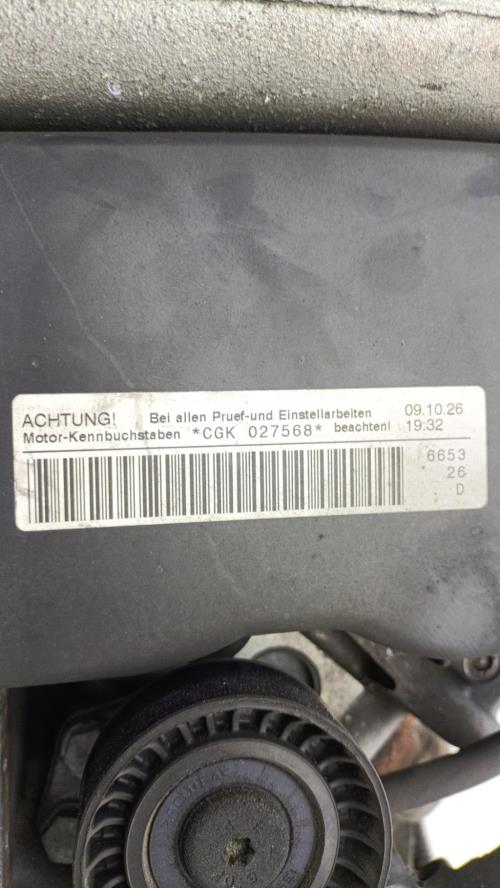 ACHTUNG! Bei allen Pruef-und Einstellarbeiten 09.10.26
Motor-Kennbuchstaben *CGK 027568* beachten! 19:32
6653
26
D